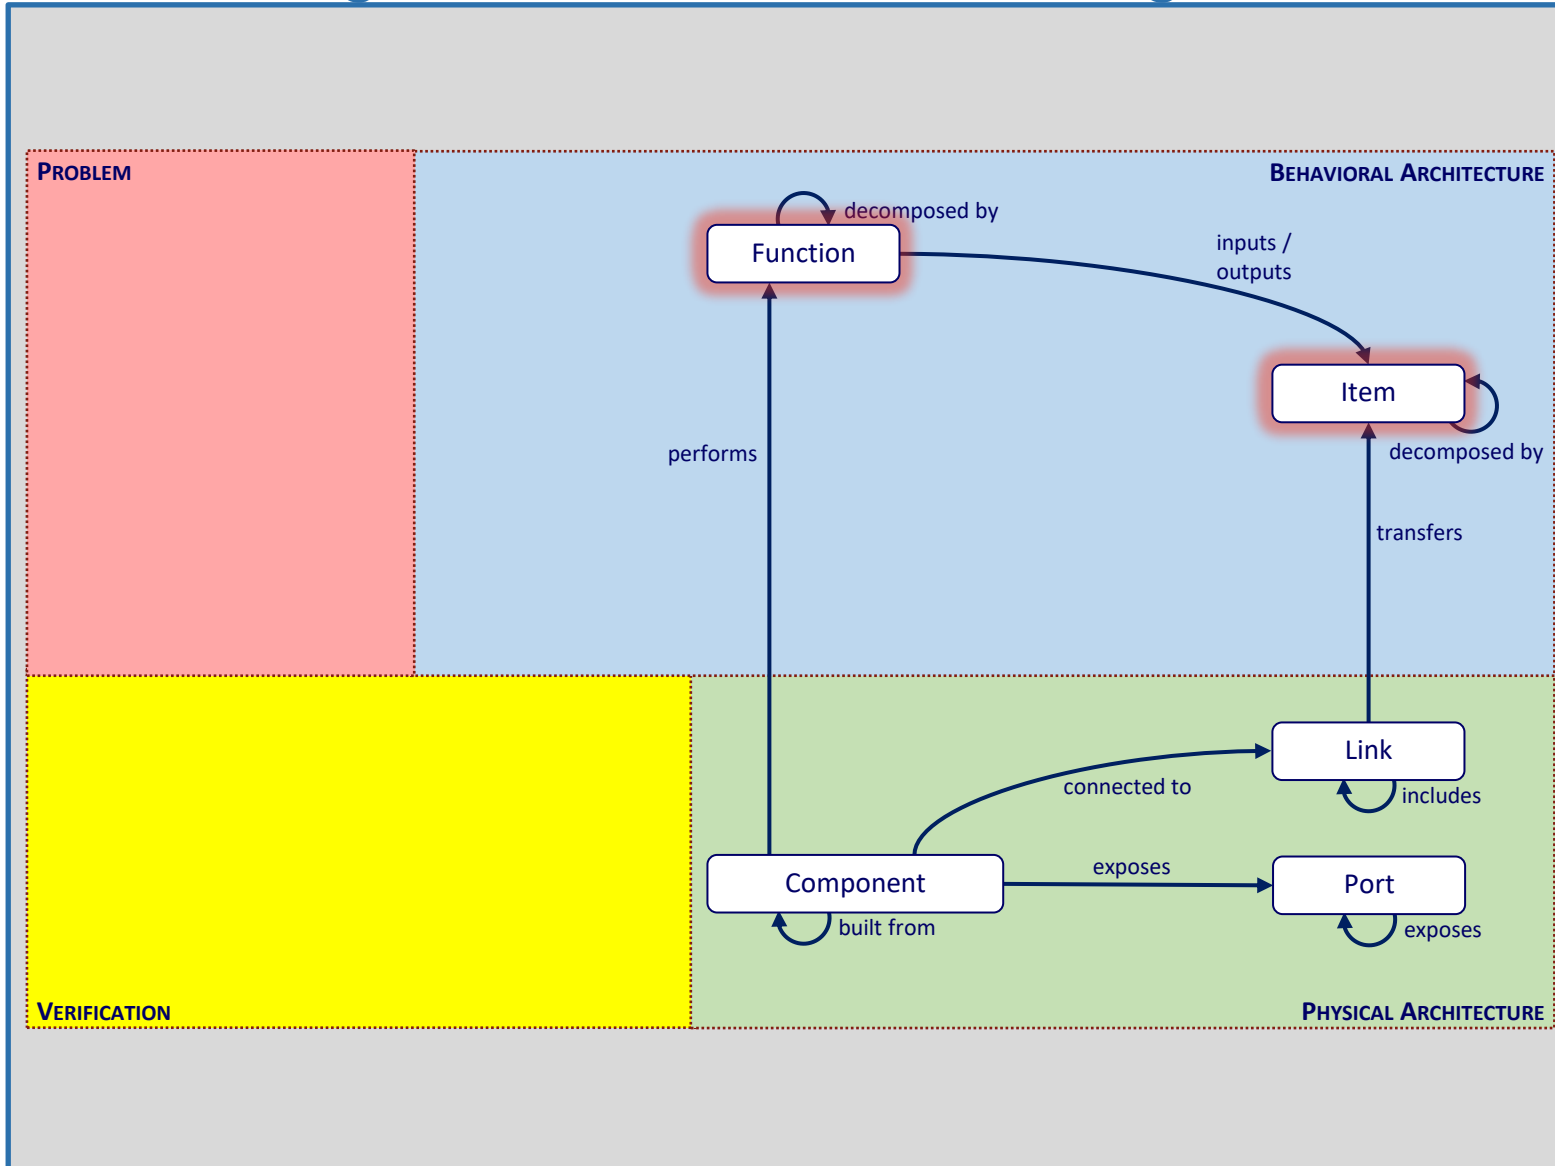 PROBLEM
BEHAVIORAL ARCHITECTURE
decomposed by
Function
inputs /
outputs
Item
decomposed by
performs
transfers
Link
connected to
includes
Component
exposes
Port
built from
exposes
VERIFICATION
PHYSICAL ARCHITECTURE